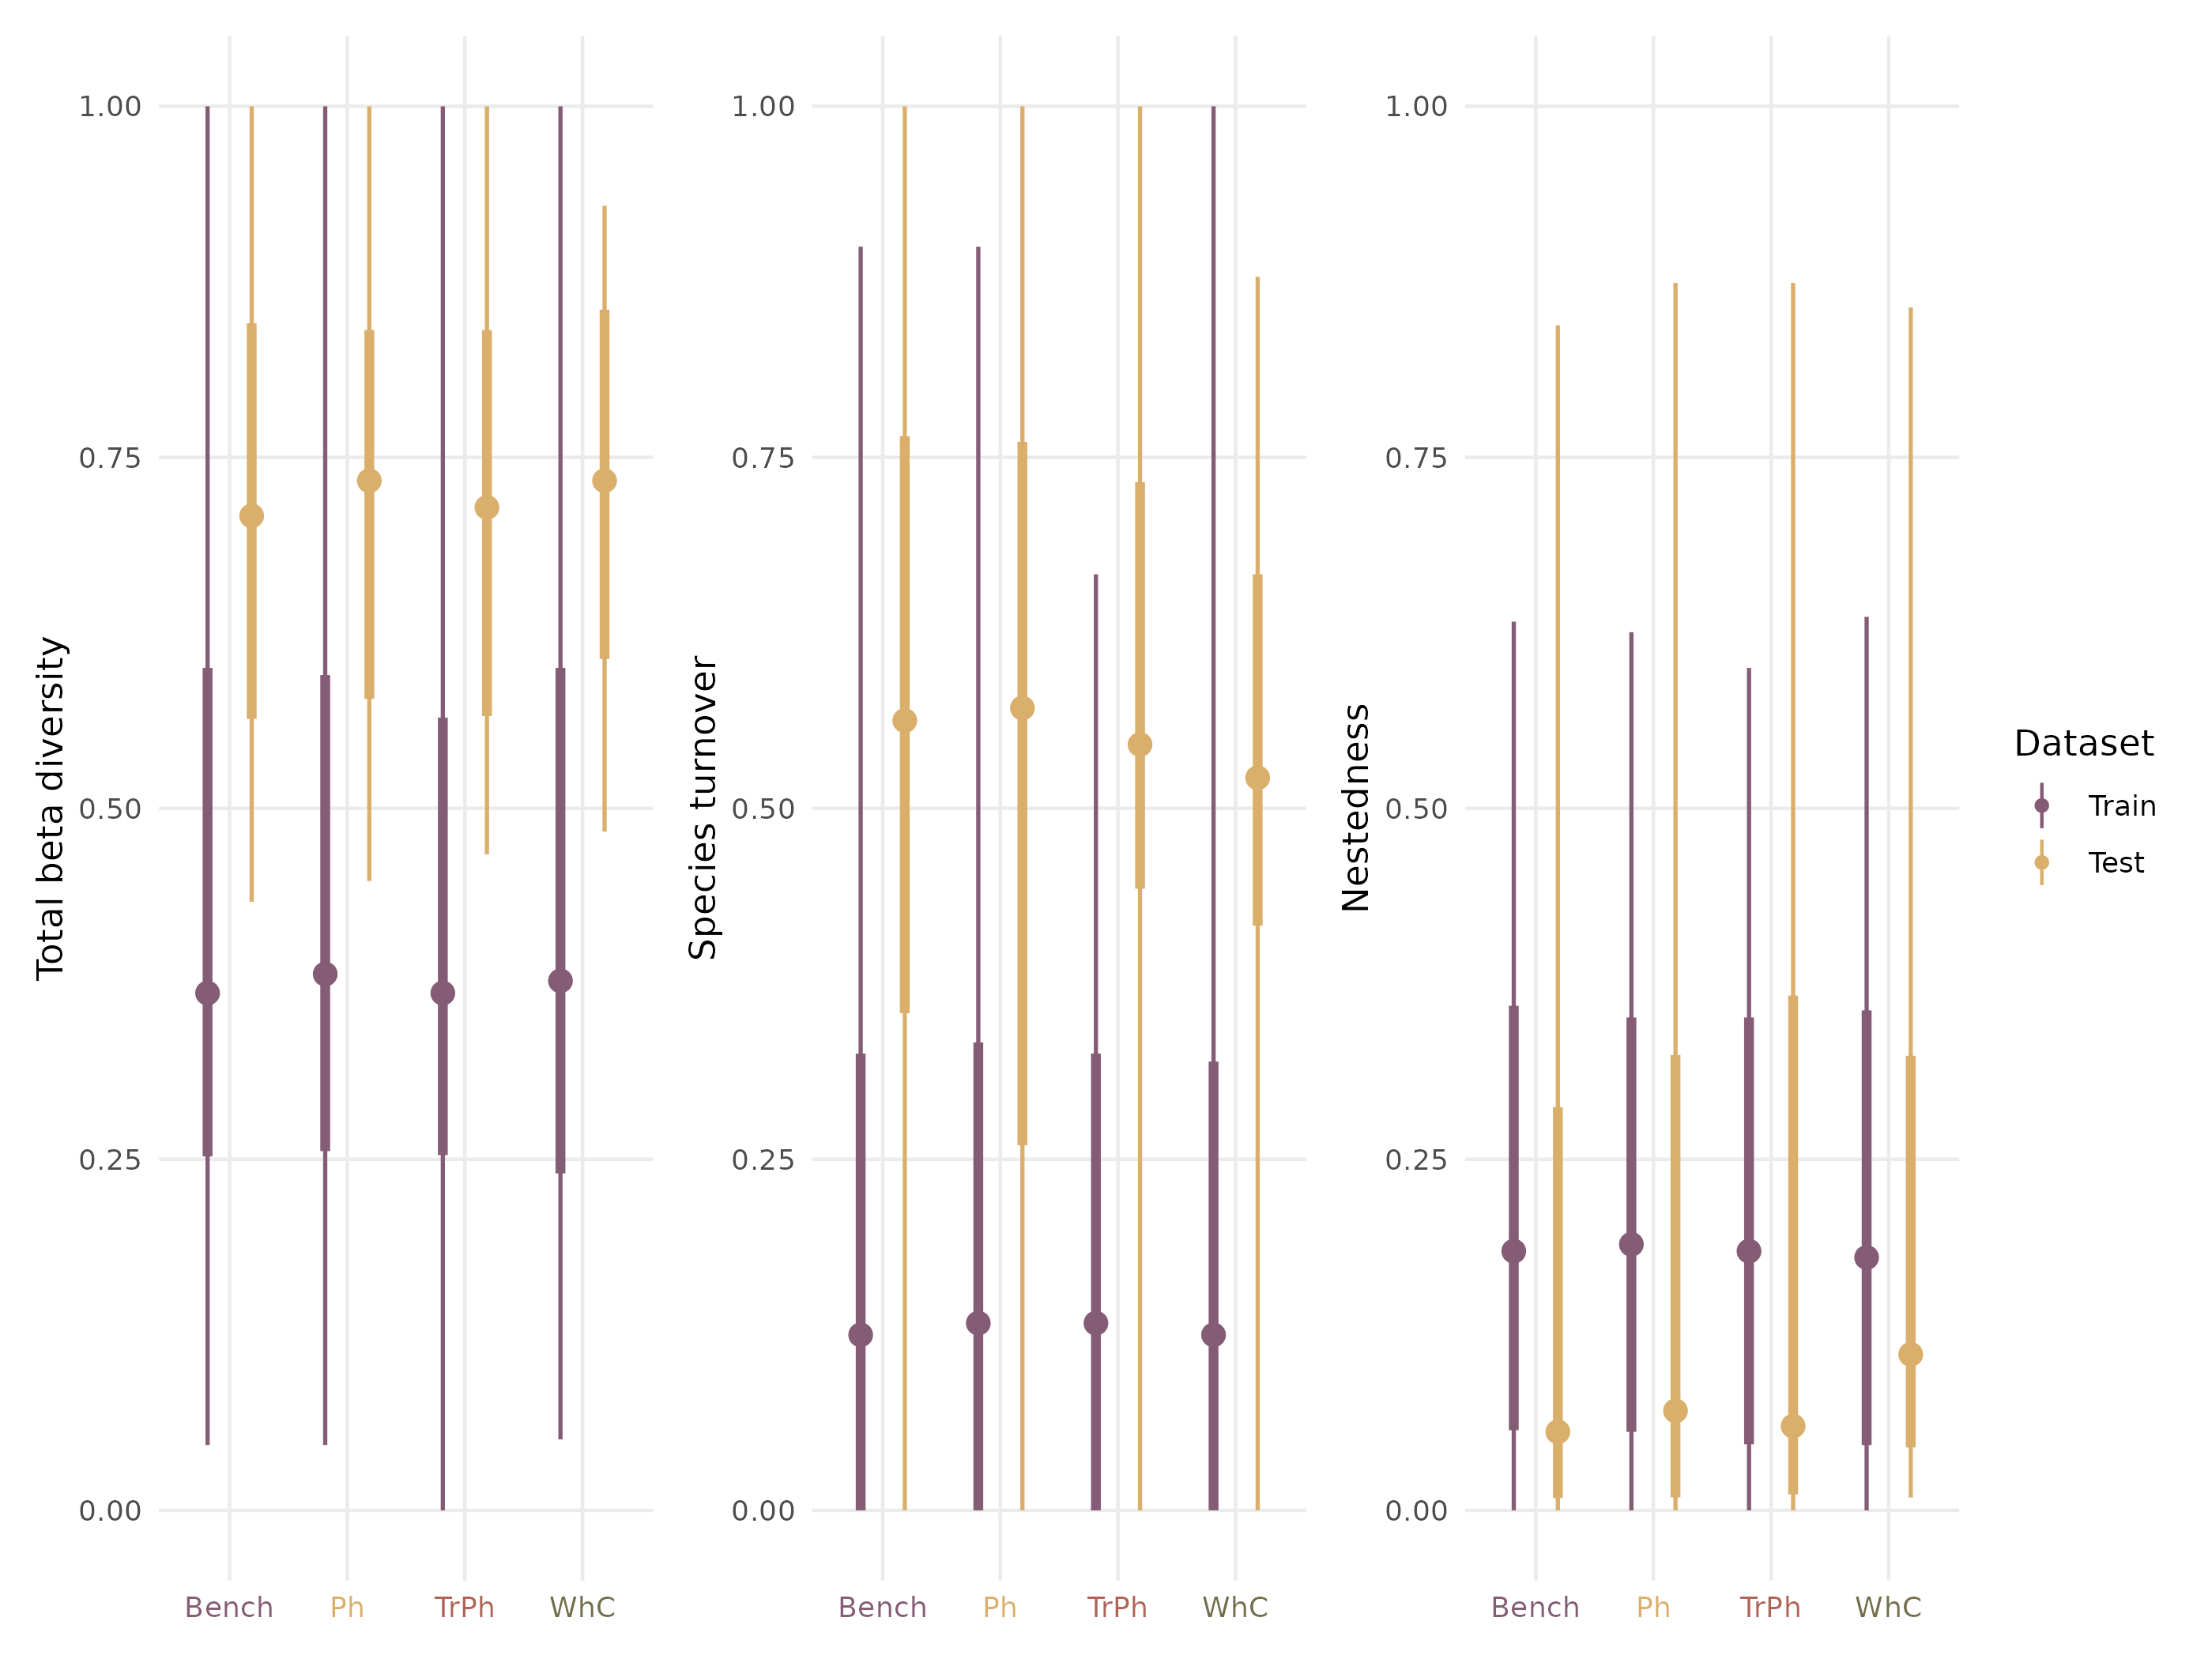 Total beta diversity
1.00
0.75
0.50
0.25
0.00
Bench Ph TrPh WhC
Species turnover
1.00
0.75
0.50
0.25
0.00
Bench Ph TrPh WhC
Nestedness
1.00
0.75
0.50
0.25
0.00
Bench Ph TrPh WhC
Dataset
Train
Test